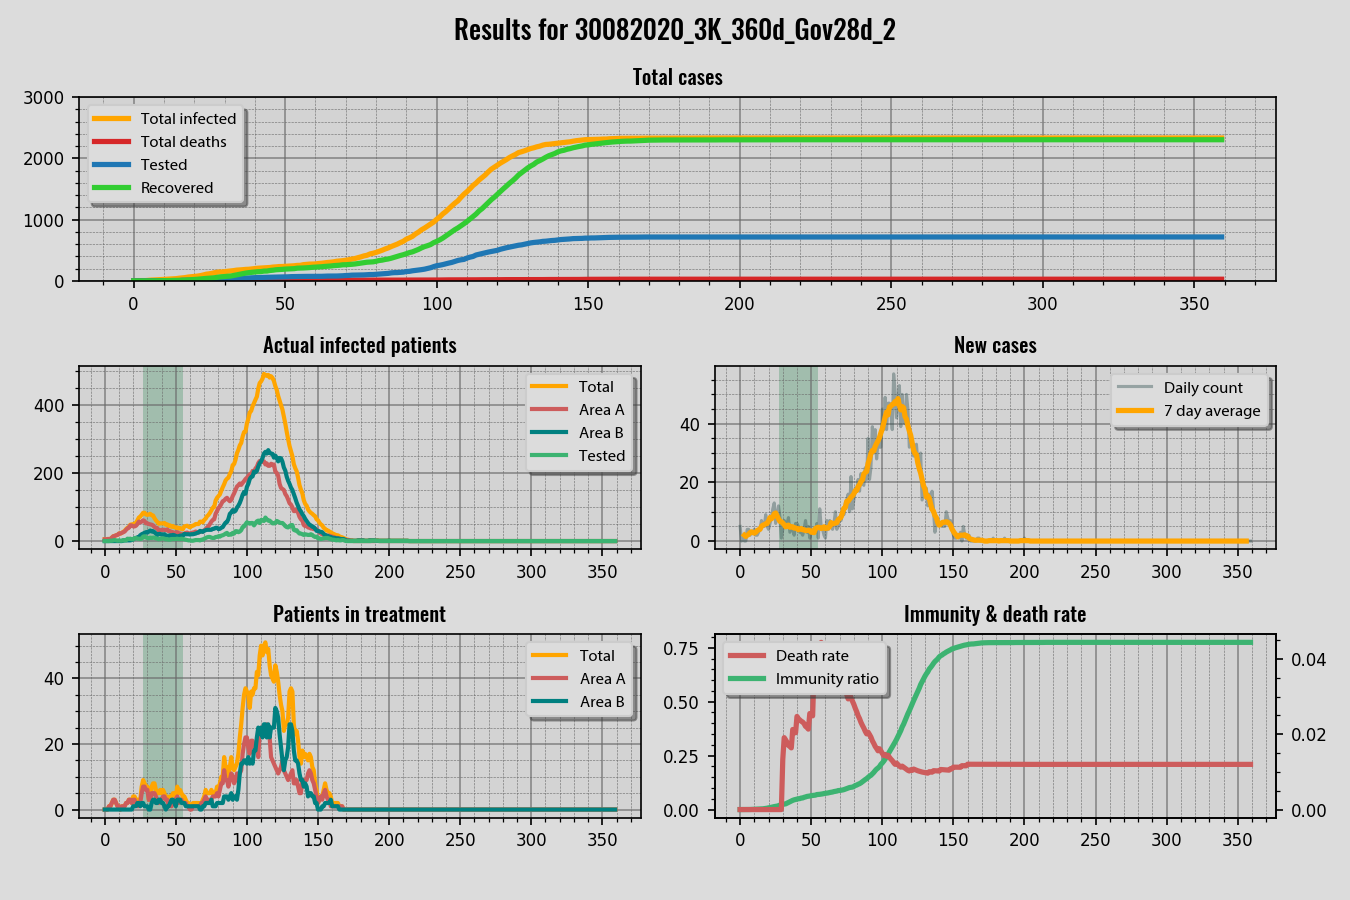 Results for 30082020_3K_360d_Gov28d_2
Total cases
3000
2000
1000
0
Total infected
Total deaths
Tested
Recovered
0 50 100 150 200 250 300 350
Actual infected patients
400
200
0
Total
Area A
Area B
Tested
0 50 100 150 200 250 300 350
New cases
40
20
0
Daily count
7 day average
0 50 100 150 200 250 300 350
Patients in treatment
40
20
0
Total
Area A
Area B
0 50 100 150 200 250 300 350
Immunity & death rate
0.75
0.50
0.25
0.00
Death rate
Immunity ratio
0.04
0.02
0.00
0 50 100 150 200 250 300 350